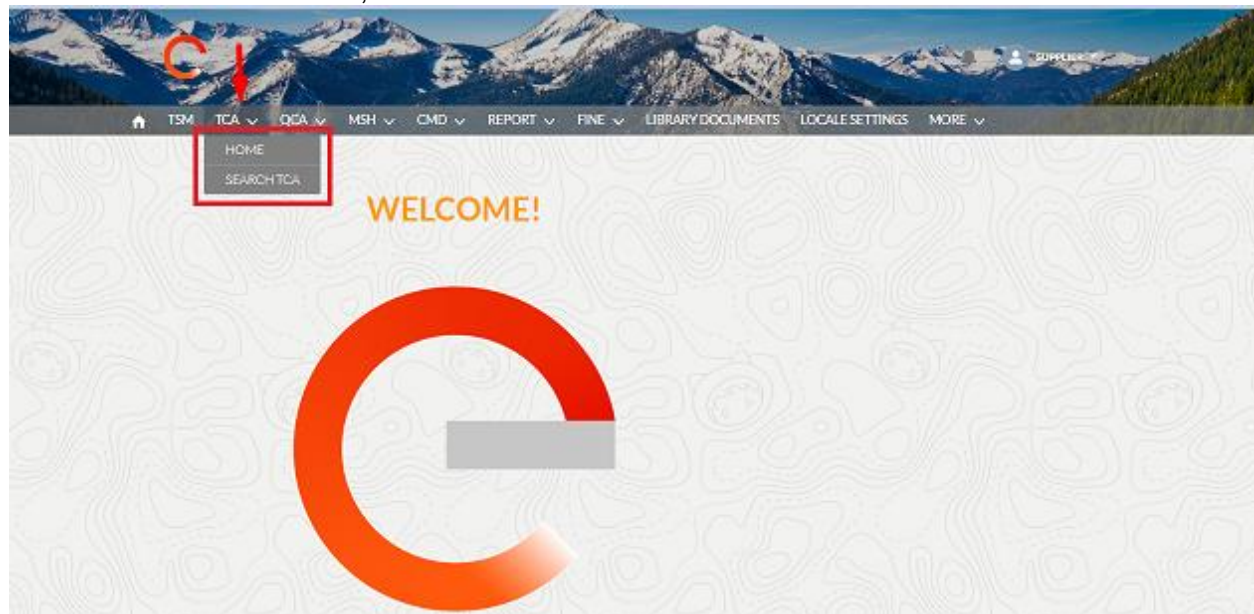 SUPPLIER
TSM TCA QCA MSH CMD REPORT FINE LIBRARY DOCUMENTS LOCALE SETTINGS MORE
HOME
SEARCH TCA
WELCOME!